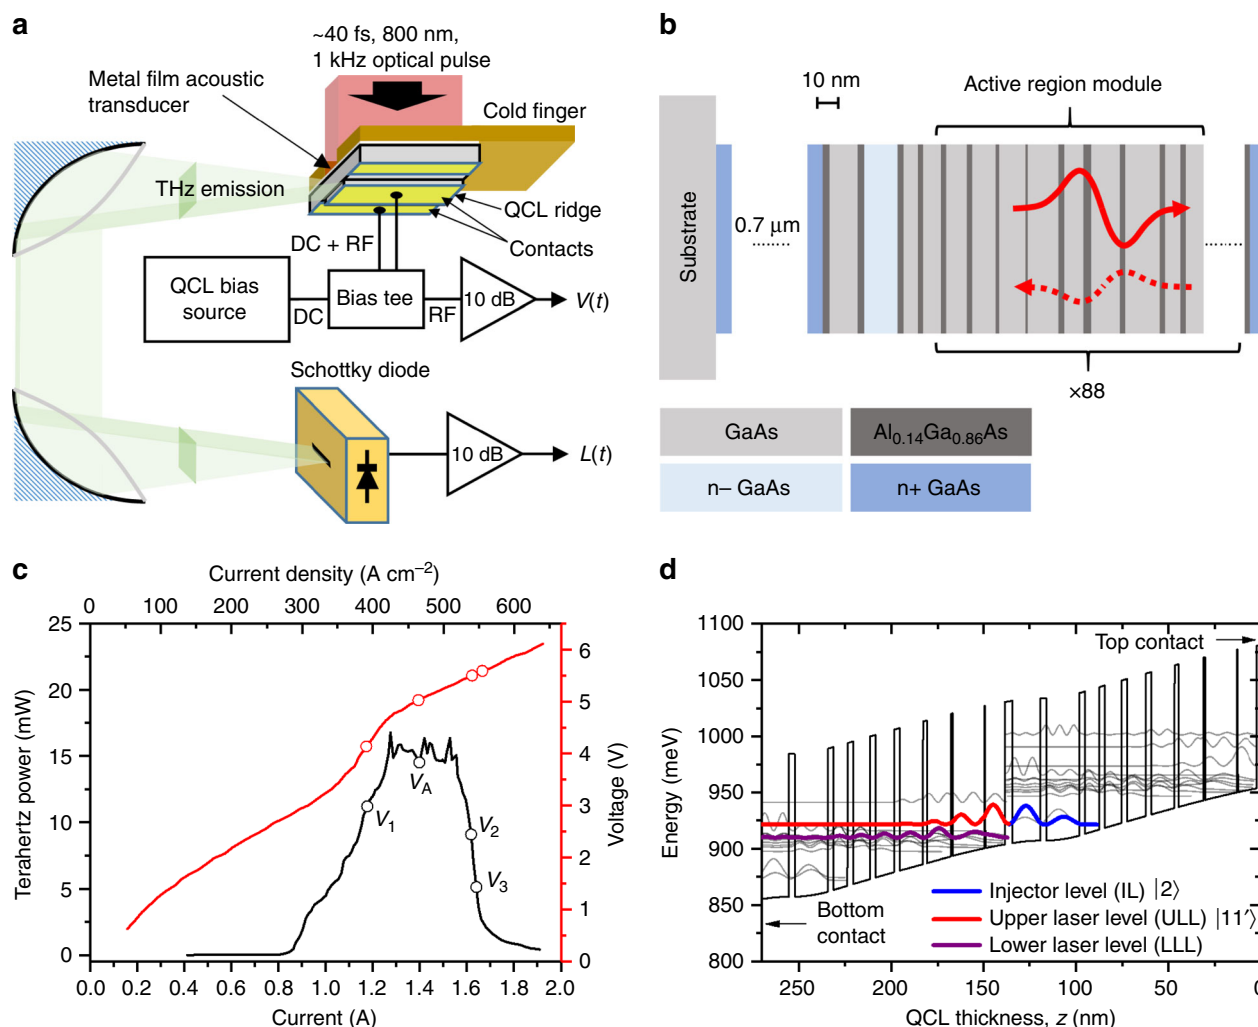 a
~40 fs, 800 nm,
1 kHz optical pulse
Metal film acoustic
transducer
Cold finger
THz emission
QCL ridge
Contacts
DC + RF
QCL bias
source
DC
Bias tee
RF
10 dB
V(t)
Schottky diode
10 dB
L(t)
b
10 nm
Active region module
Substrate
0.7 µm
×88
GaAs
Al0.14Ga0.86As
n– GaAs
n+ GaAs
c
Current density (A cm–2)
0 100 200 300 400 500 600
25
20
15
10
5
0
Terahertz power (mW)
V1
VA
V2
V3
6
5
4
3
2
1
0
Voltage (V)
0.0 0.2 0.4 0.6 0.8 1.0 1.2 1.4 1.6 1.8 2.0
Current (A)
d
1100
1050
1000
950
900
850
800
Energy (meV)
Top contact
Injector level (IL) |2⟩
Upper laser level (ULL) |11′⟩
Lower laser level (LLL)
Bottom
contact
250 200 150 100 50 0
QCL thickness, z (nm)